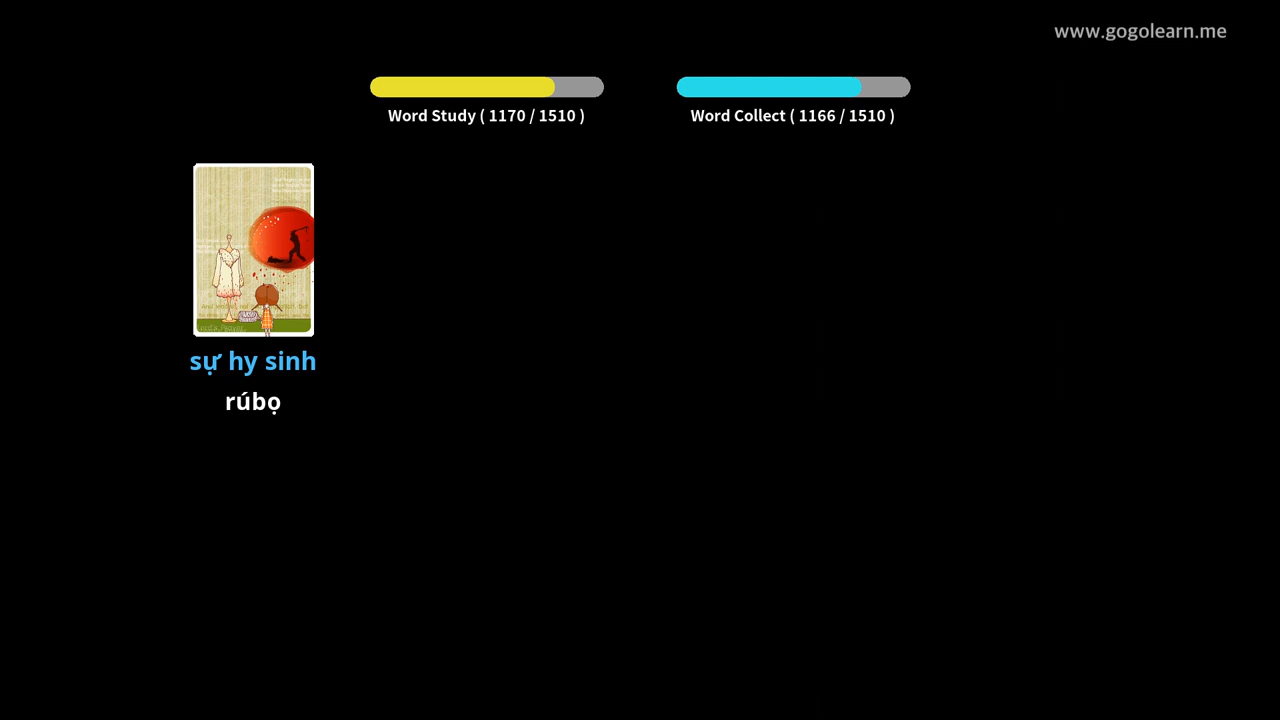 www.gogolearn.me
Word Study ( 1170 / 1510 )
Word Collect ( 1166 / 1510 )
sự hy sinh
rúbọ